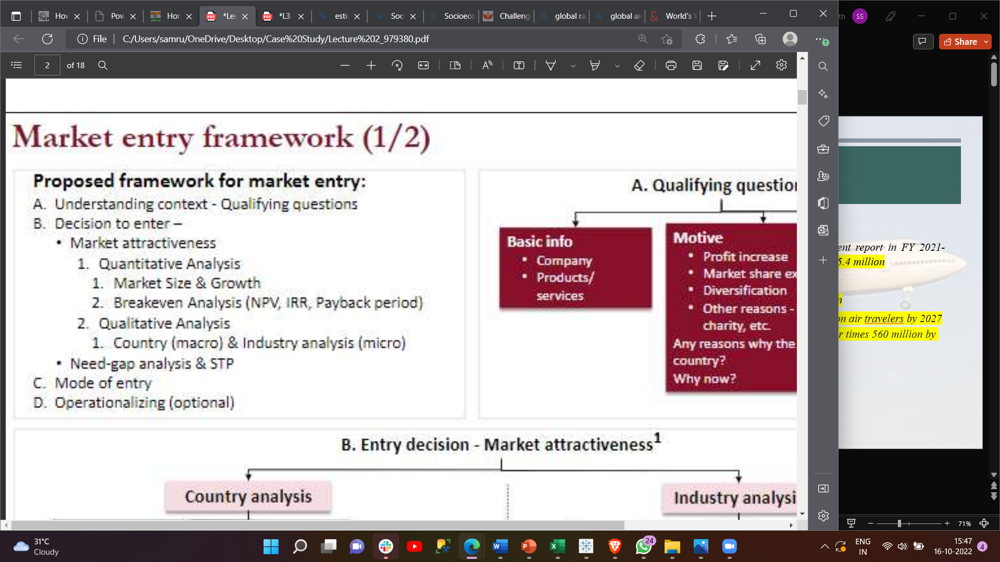 How
Pow
Hor
*Lec
*L3
esti
Soci
Socioeco
Challeng
global ra
global ai
World's V
SS
File
C:/Users/samru/OneDrive/Desktop/Case%20Study/Lecture%202_979380.pdf
Share
2 of 18
Market entry framework (1/2)
Proposed framework for market entry:
A. Understanding context - Qualifying questions
B. Decision to enter –
• Market attractiveness
1. Quantitative Analysis
1. Market Size & Growth
2. Breakeven Analysis (NPV, IRR, Payback period)
2. Qualitative Analysis
1. Country (macro) & Industry analysis (micro)
• Need-gap analysis & STP
C. Mode of entry
D. Operationalizing (optional)
A. Qualifying question
Basic info
• Company
• Products/
services
Motive
• Profit increase
• Market share ex
• Diversification
• Other reasons -
charity, etc.
Any reasons why the
country?
Why now?
B. Entry decision - Market attractiveness¹
Country analysis
Industry analysi
ent report in FY 2021-
5.4 million
n
on air travelers by 2027
r times 560 million by
71%
31°C
Cloudy
24
ENG
IN
15:47
16-10-2022
4